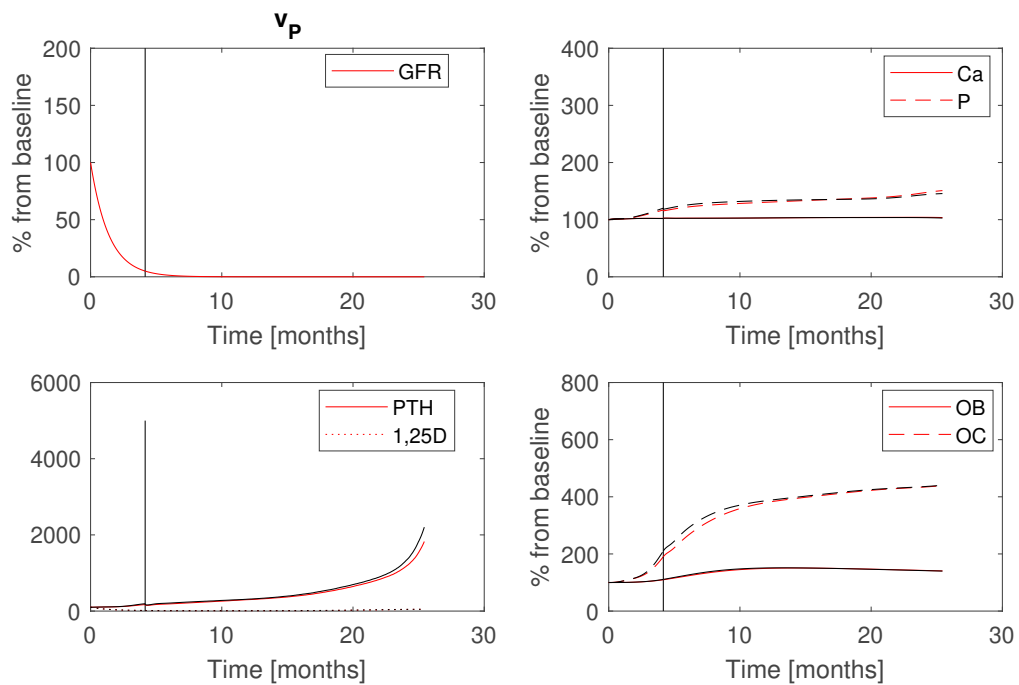 v_P
% from baseline
200
150
100
50
0
GFR
0 10 20 30
Time [months]
% from baseline
400
300
200
100
0
Ca
P
0 10 20 30
Time [months]
6000
4000
2000
0
PTH
1,25D
0 10 20 30
Time [months]
% from baseline
800
600
400
200
0
OB
OC
0 10 20 30
Time [months]